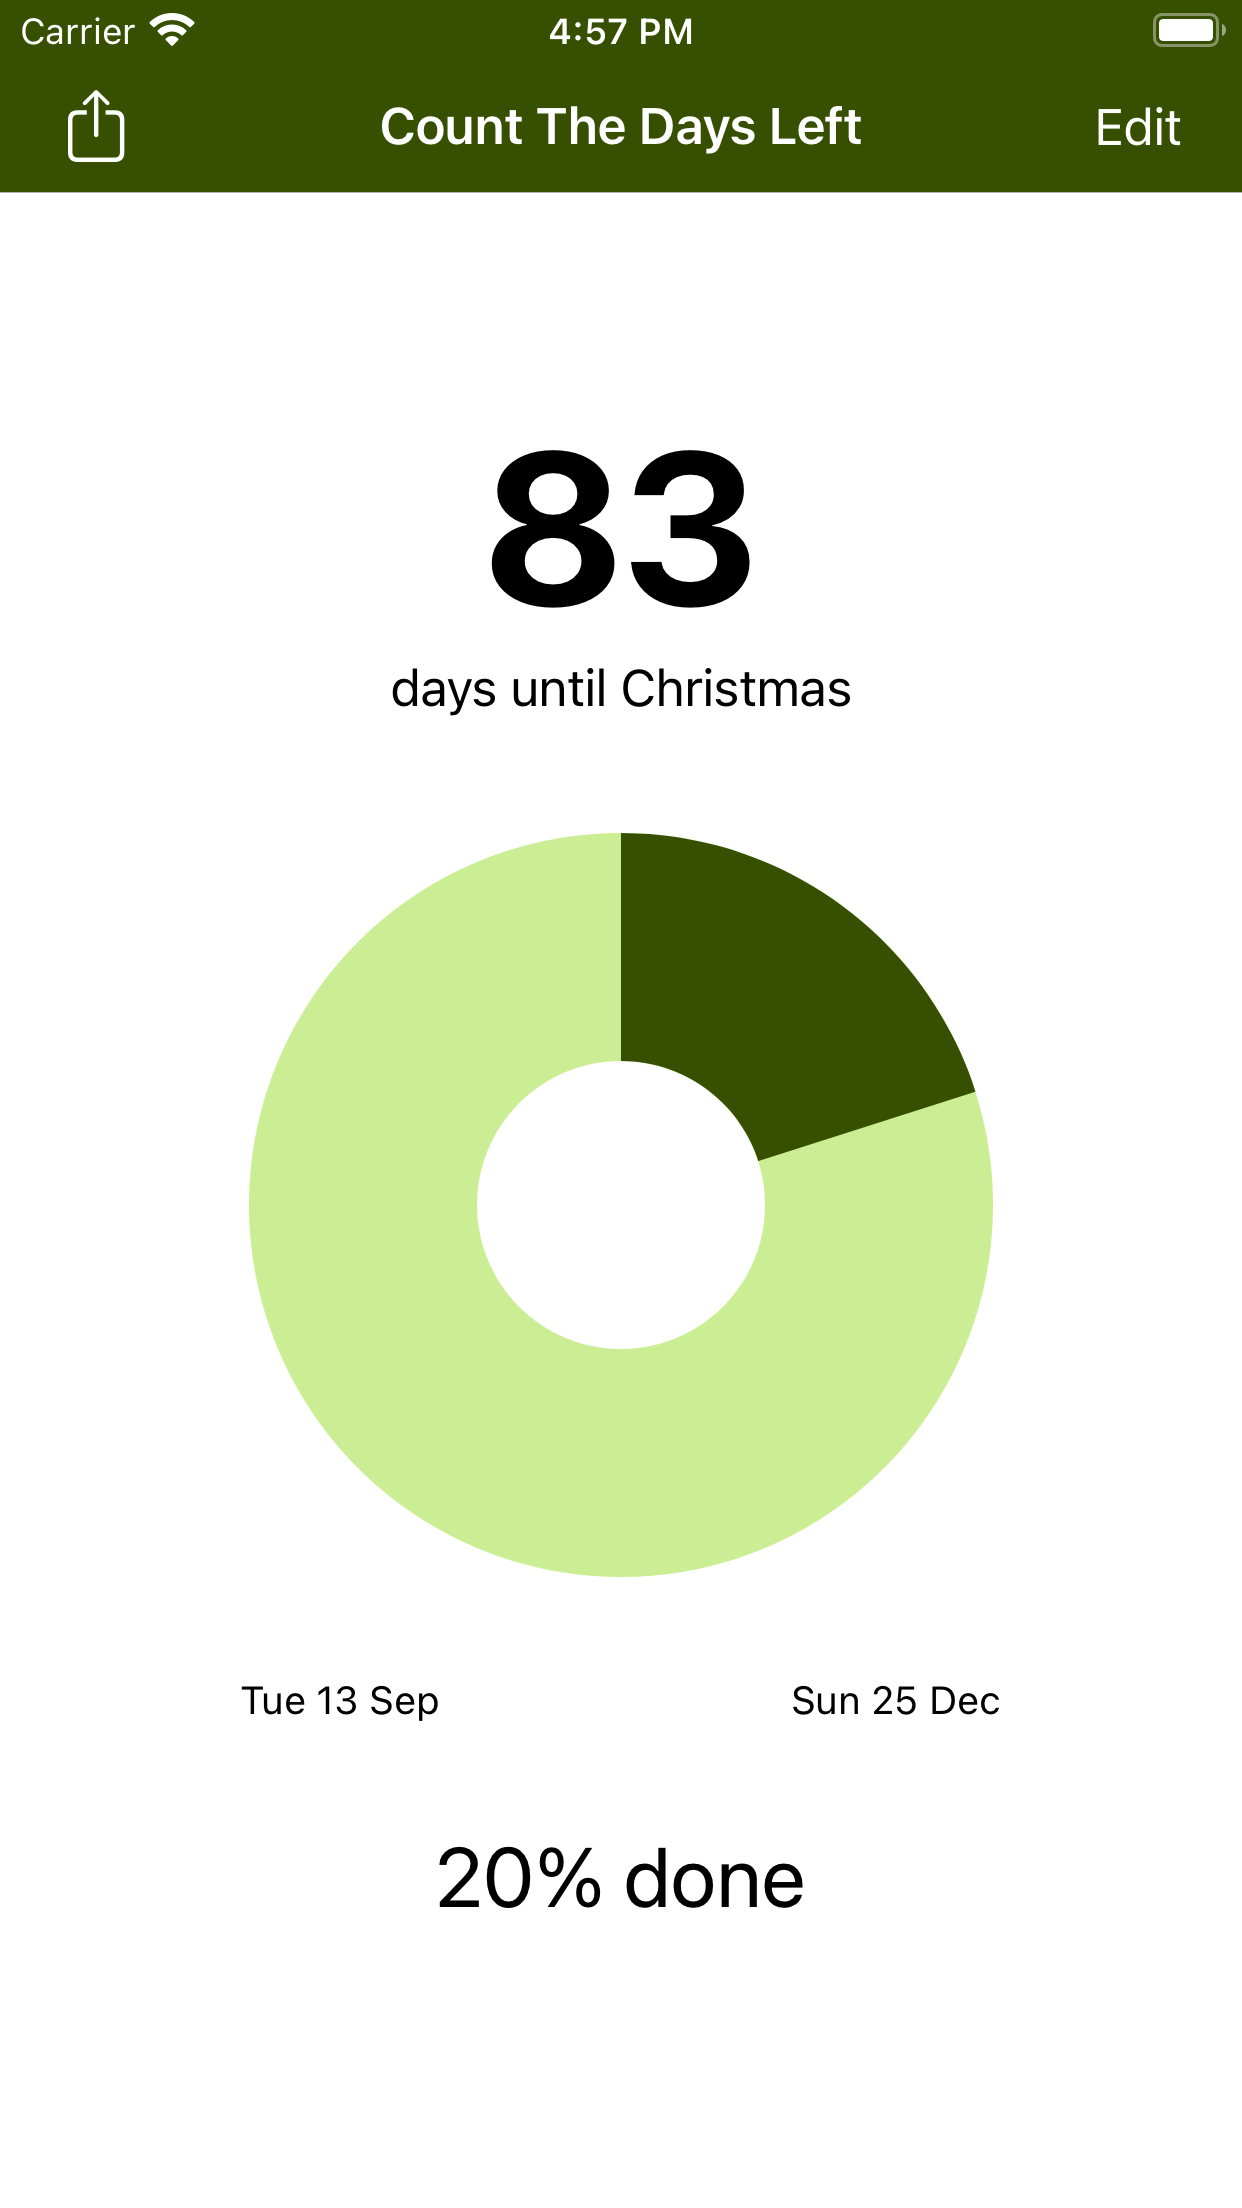 Carrier 4:57 PM
Count The Days Left Edit
83
days until Christmas
Tue 13 Sep Sun 25 Dec
20% done